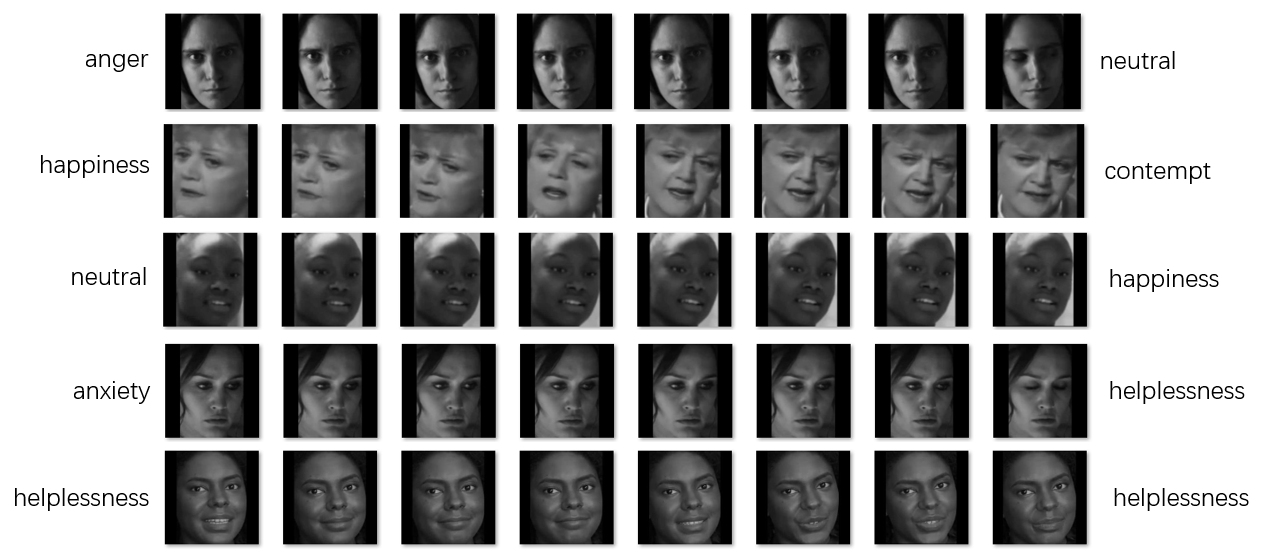 anger
neutral
happiness
contempt
neutral
happiness
anxiety
helplessness
helplessness
helplessness